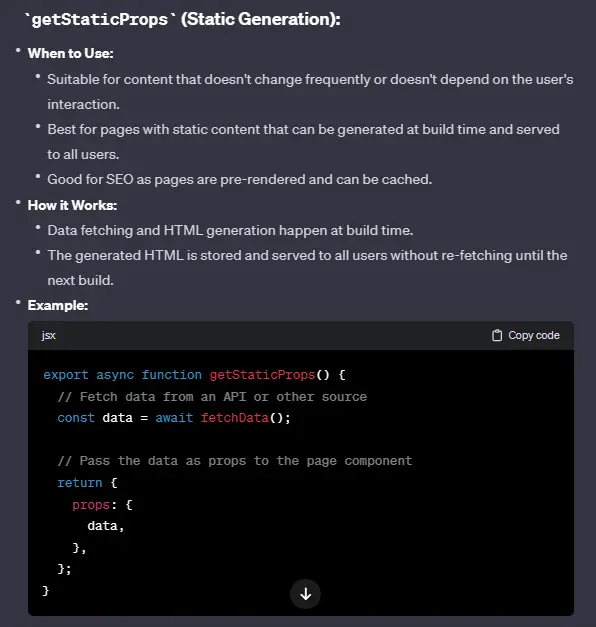 `getStaticProps` (Static Generation):
• When to Use:
• Suitable for content that doesn't change frequently or doesn't depend on the user's
interaction.
• Best for pages with static content that can be generated at build time and served
to all users.
• Good for SEO as pages are pre-rendered and can be cached.
• How it Works:
• Data fetching and HTML generation happen at build time.
• The generated HTML is stored and served to all users without re-fetching until the
next build.
• Example:
jsx Copy code
export async function getStaticProps() {
  // Fetch data from an API or other source
  const data = await fetchData();

  // Pass the data as props to the page component
  return {
    props: {
      data,
    },
  };
}